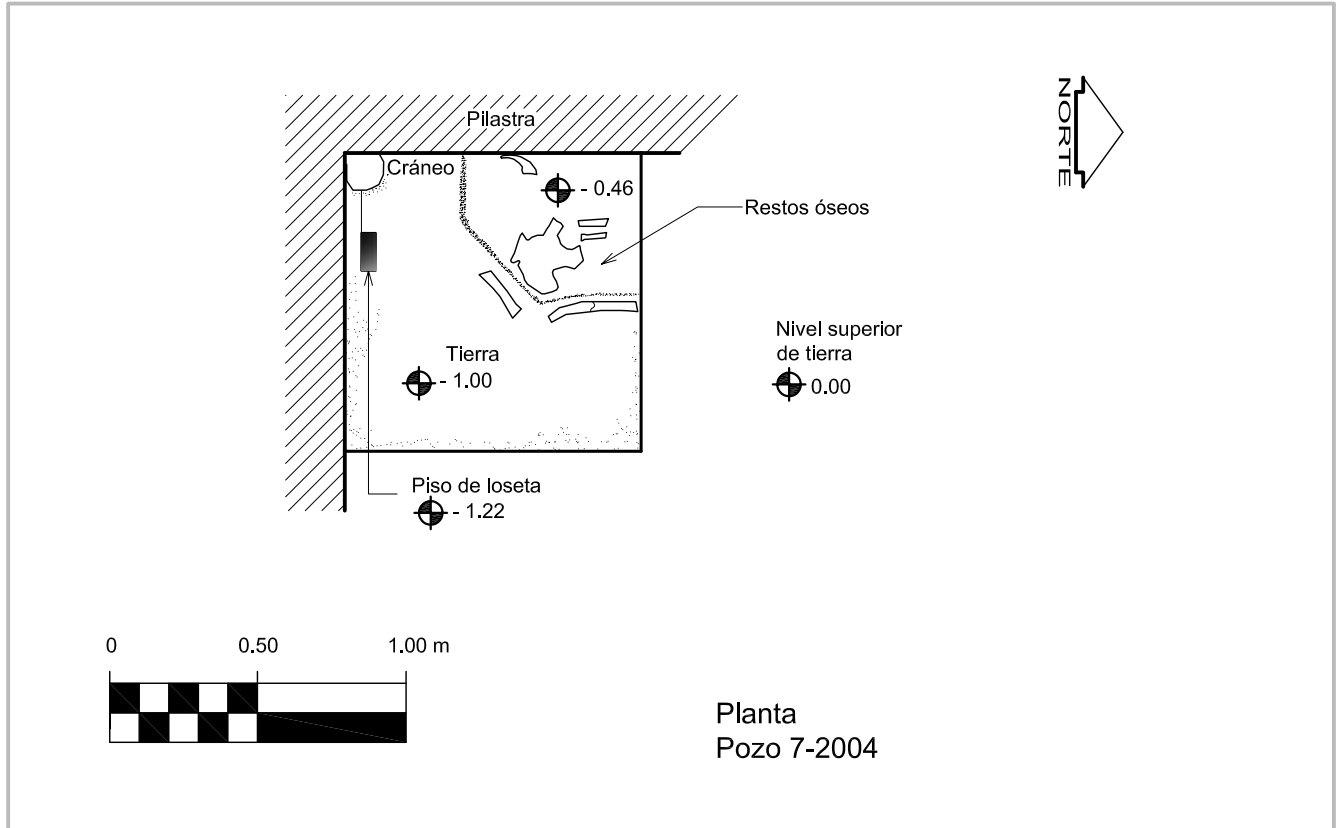 Pilastra
NORTE
Cráneo
- 0.46
Restos óseos
Nivel superior
de tierra
0.00
Tierra
- 1.00
Piso de loseta
- 1.22
0 0.50 1.00 m
Planta
Pozo 7-2004